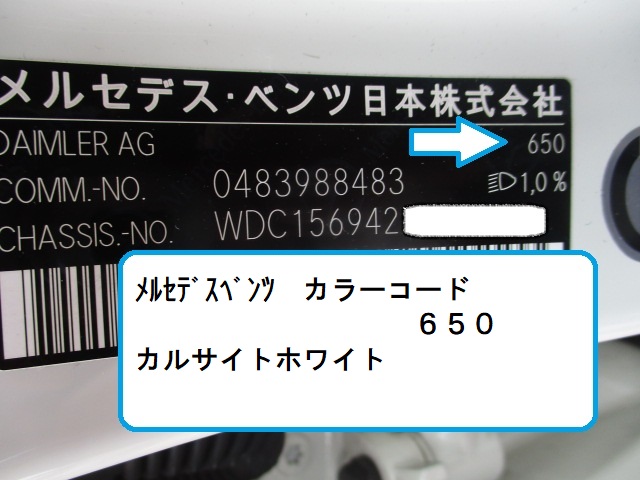 メルセデス・ベンツ日本株式会社
DAIMLER AG 650
COMM.-NO. 0483988483 1,0%
CHASSIS.-NO. WDC156942
ﾒﾙｾﾃﾞｽﾍﾞﾝﾂ　カラーコード
６５０
カルサイトホワイト